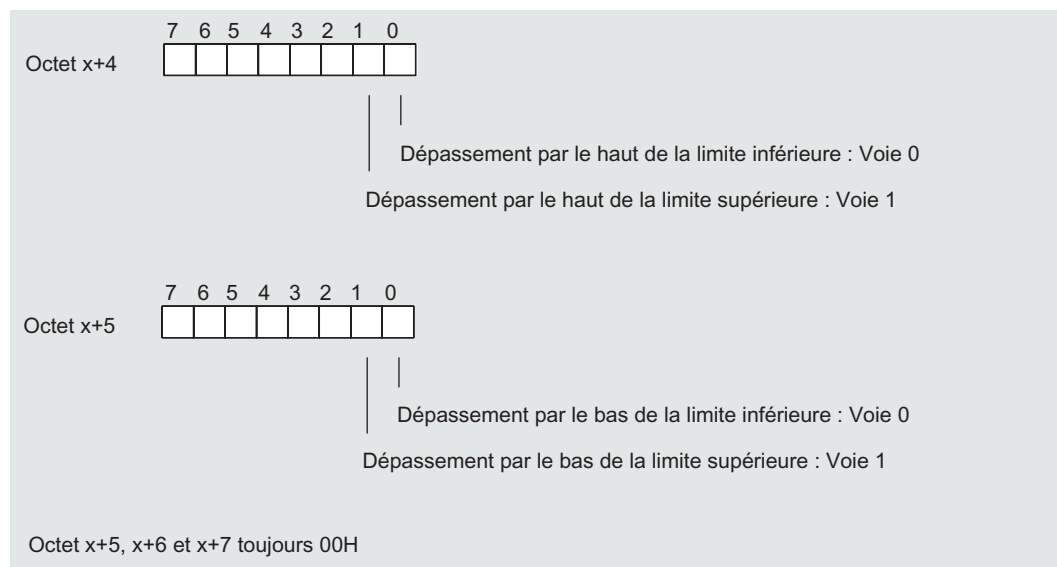 7 6 5 4 3 2 1 0
Octet x+4
Dépassement par le haut de la limite inférieure : Voie 0
Dépassement par le haut de la limite supérieure : Voie 1
7 6 5 4 3 2 1 0
Octet x+5
Dépassement par le bas de la limite inférieure : Voie 0
Dépassement par le bas de la limite supérieure : Voie 1
Octet x+5, x+6 et x+7 toujours 00H